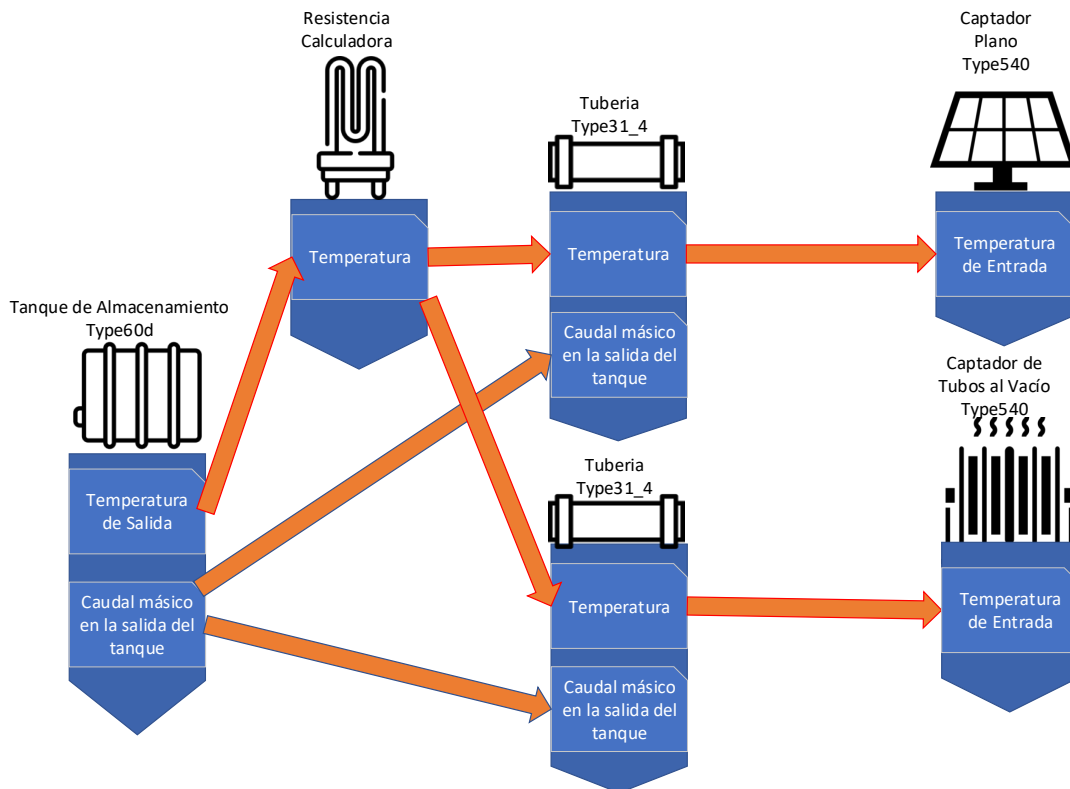 Resistencia
Calculadora
Temperatura
Tanque de Almacenamiento
Type60d
Temperatura
de Salida
Caudal másico
en la salida del
tanque
Tuberia
Type31_4
Temperatura
Caudal másico
en la salida del
tanque
Tuberia
Type31_4
Temperatura
Caudal másico
en la salida del
tanque
Captador
Plano
Type540
Temperatura
de Entrada
Captador de
Tubos al Vacío
Type540
Temperatura
de Entrada